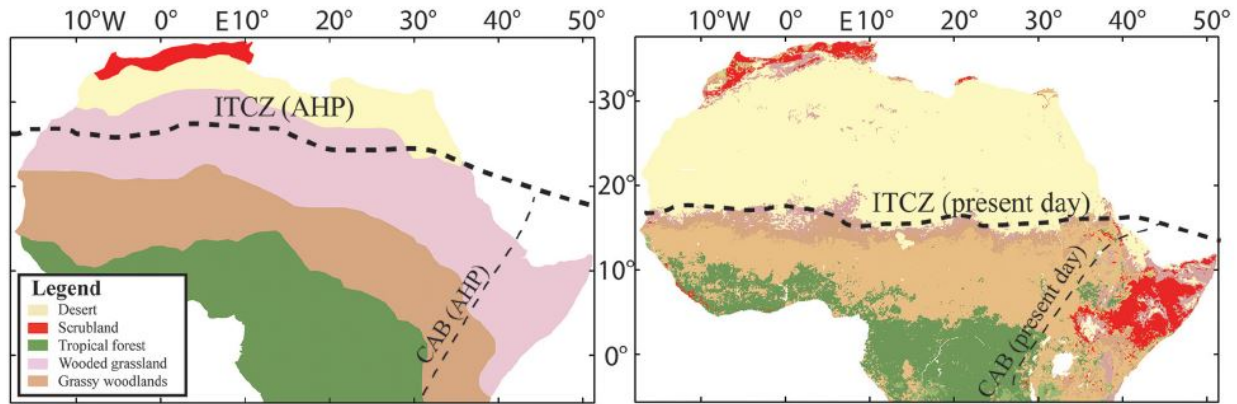 10°W 0° E10° 20° 30° 40° 50°
10°W 0° E10° 20° 30° 40° 50°
ITCZ (AHP)
30°
ITCZ (present day)
20°
CAB (AHP)
CAB (present day)
10°
0°
Legend
Desert
Scrubland
Tropical forest
Wooded grassland
Grassy woodlands